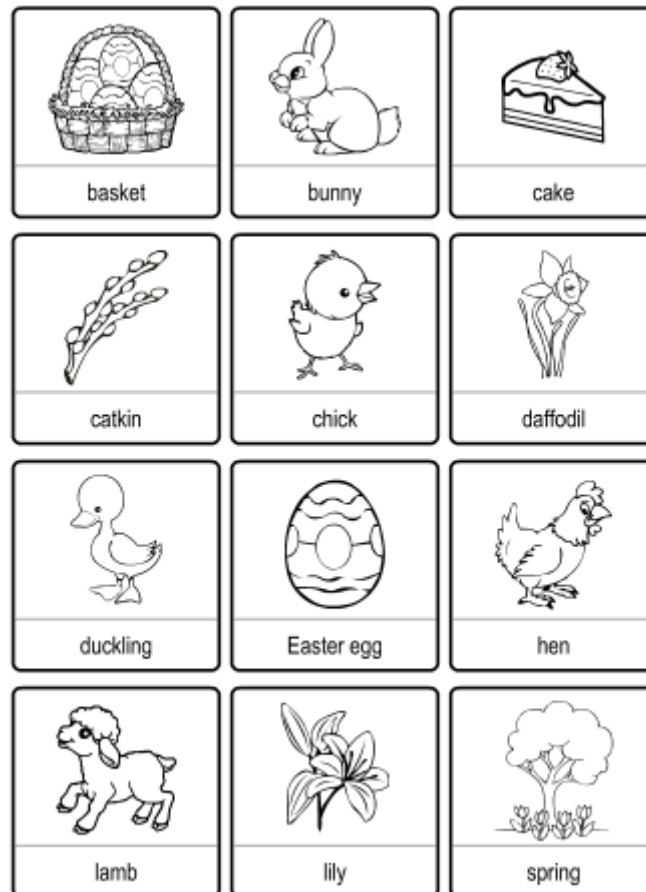 basket
bunny
cake
catkin
chick
daffodil
duckling
Easter egg
hen
lamb
lily
spring